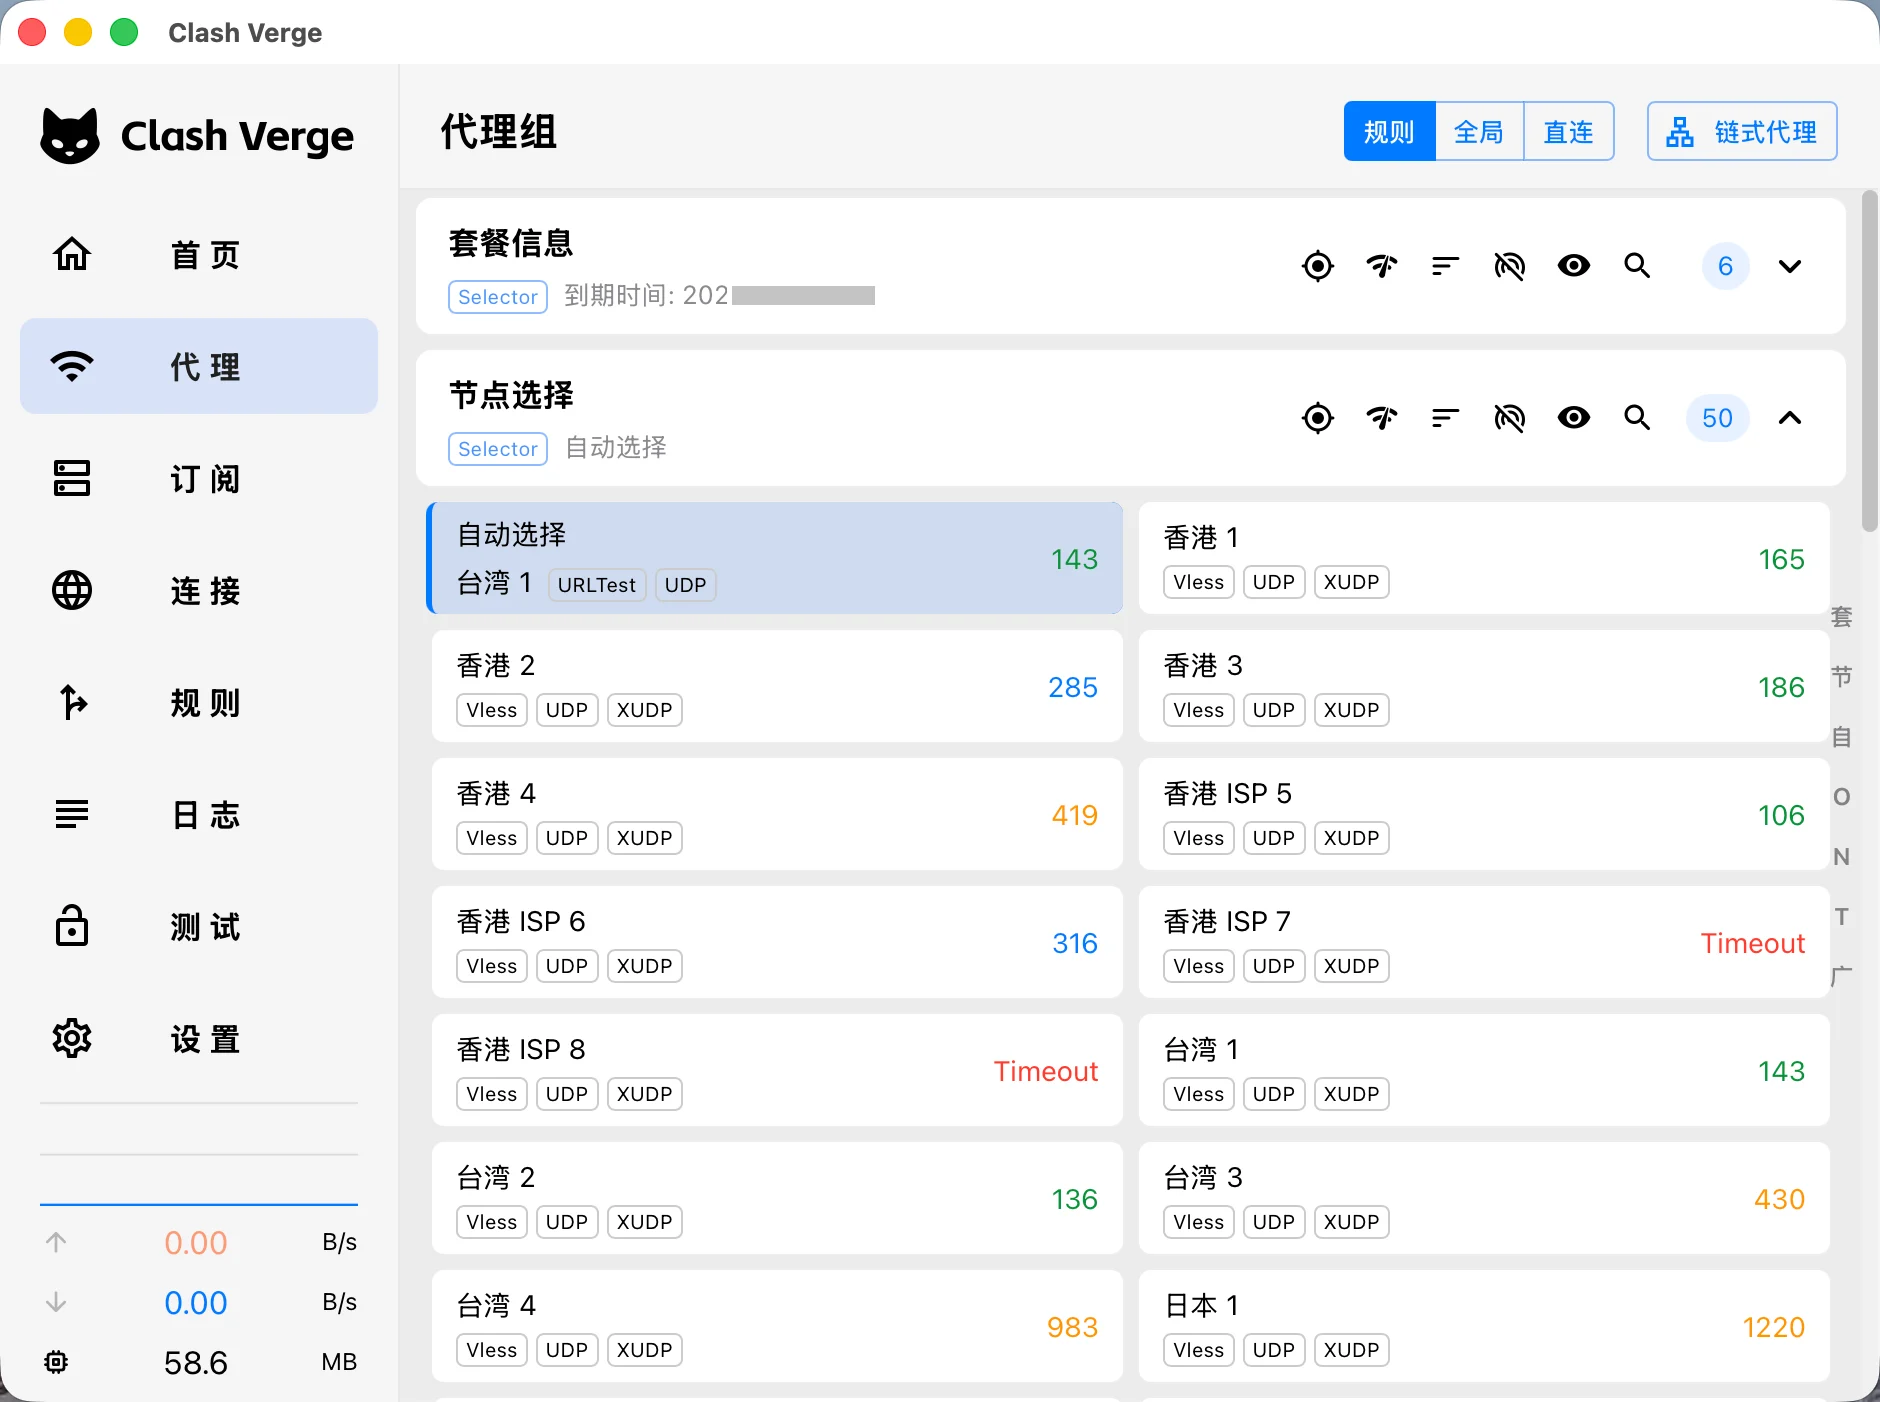 Clash Verge
Clash Verge
首页
代理
订阅
连接
规则
日志
测试
设置
0.00 B/s
0.00 B/s
58.6 MB
代理组
规则 全局 直连 链式代理
套餐信息
Selector 到期时间: 202
6
节点选择
Selector 自动选择
50
自动选择
台湾 1 URLTest UDP
143
香港 1
Vless UDP XUDP
165
香港 2
Vless UDP XUDP
285
香港 3
Vless UDP XUDP
186
香港 4
Vless UDP XUDP
419
香港 ISP 5
Vless UDP XUDP
106
香港 ISP 6
Vless UDP XUDP
316
香港 ISP 7
Vless UDP XUDP
Timeout
香港 ISP 8
Vless UDP XUDP
Timeout
台湾 1
Vless UDP XUDP
143
台湾 2
Vless UDP XUDP
136
台湾 3
Vless UDP XUDP
430
台湾 4
Vless UDP XUDP
983
日本 1
Vless UDP XUDP
1220
套
节
自
O
N
T
广